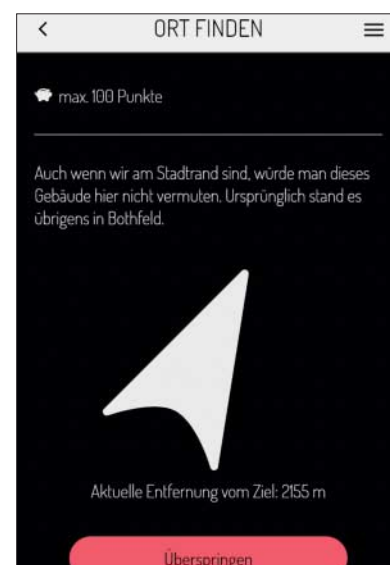 ORT FINDEN
max. 100 Punkte
Auch wenn wir am Stadtrand sind, würde man dieses
Gebäude hier nicht vermuten. Ursprünglich stand es
übrigens in Bothfeld.
Aktuelle Entfernung vom Ziel: 2155 m
Überspringen